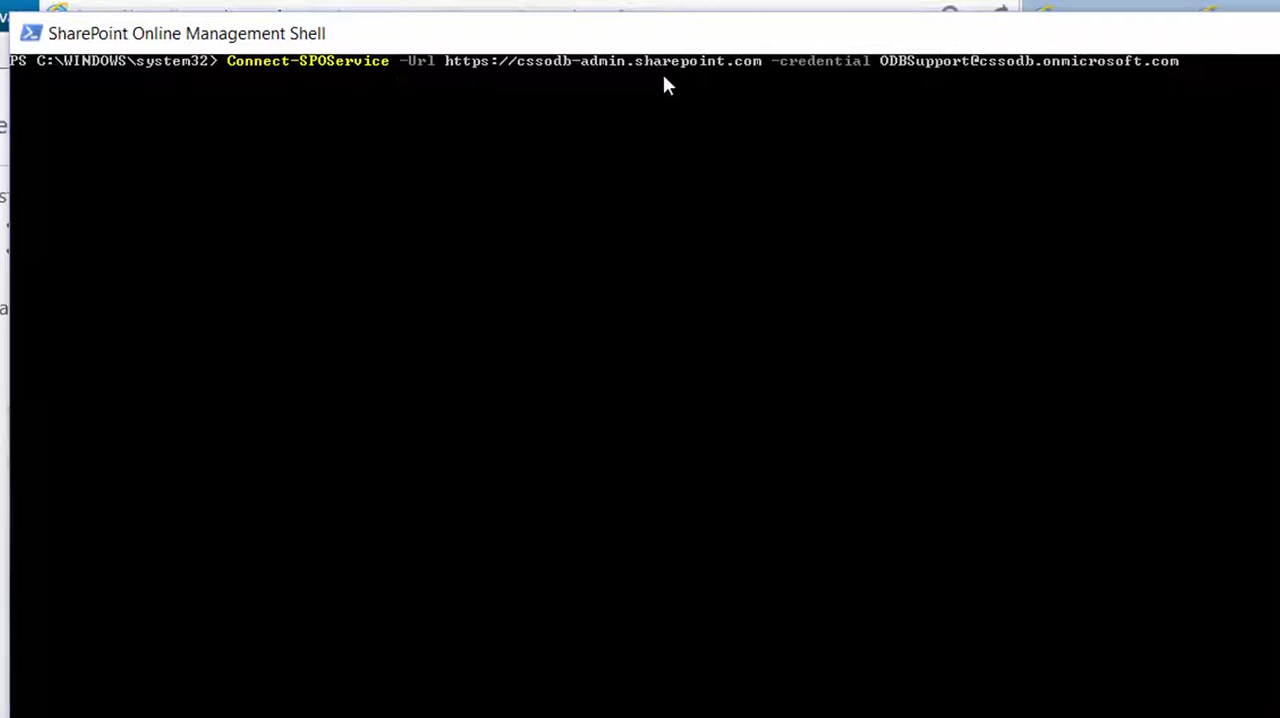 SharePoint Online Management Shell
PS C:\WINDOWS\system32> Connect-SPOService -Url https://cssodb-admin.sharepoint.com -credential ODBSupport@cssodb.onmicrosoft.com